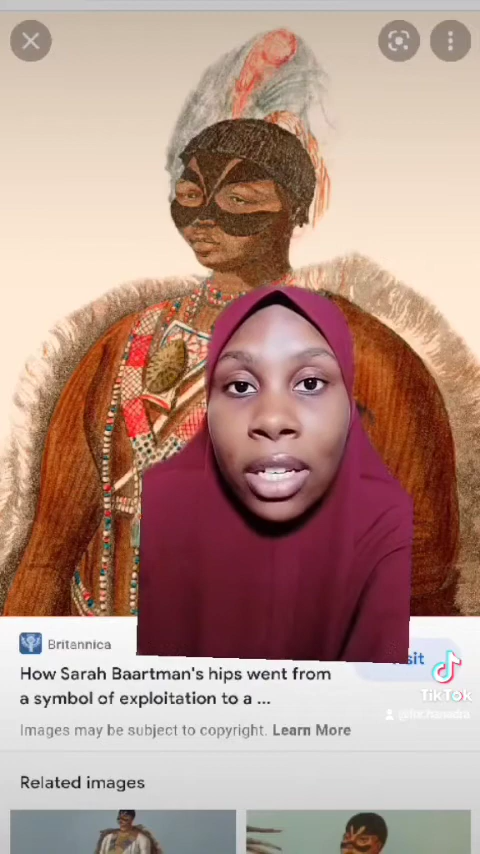 Britannica
How Sarah Baartman's hips went from
a symbol of exploitation to a ...
Images may be subject to copyright. Learn More
Related images
TikTok